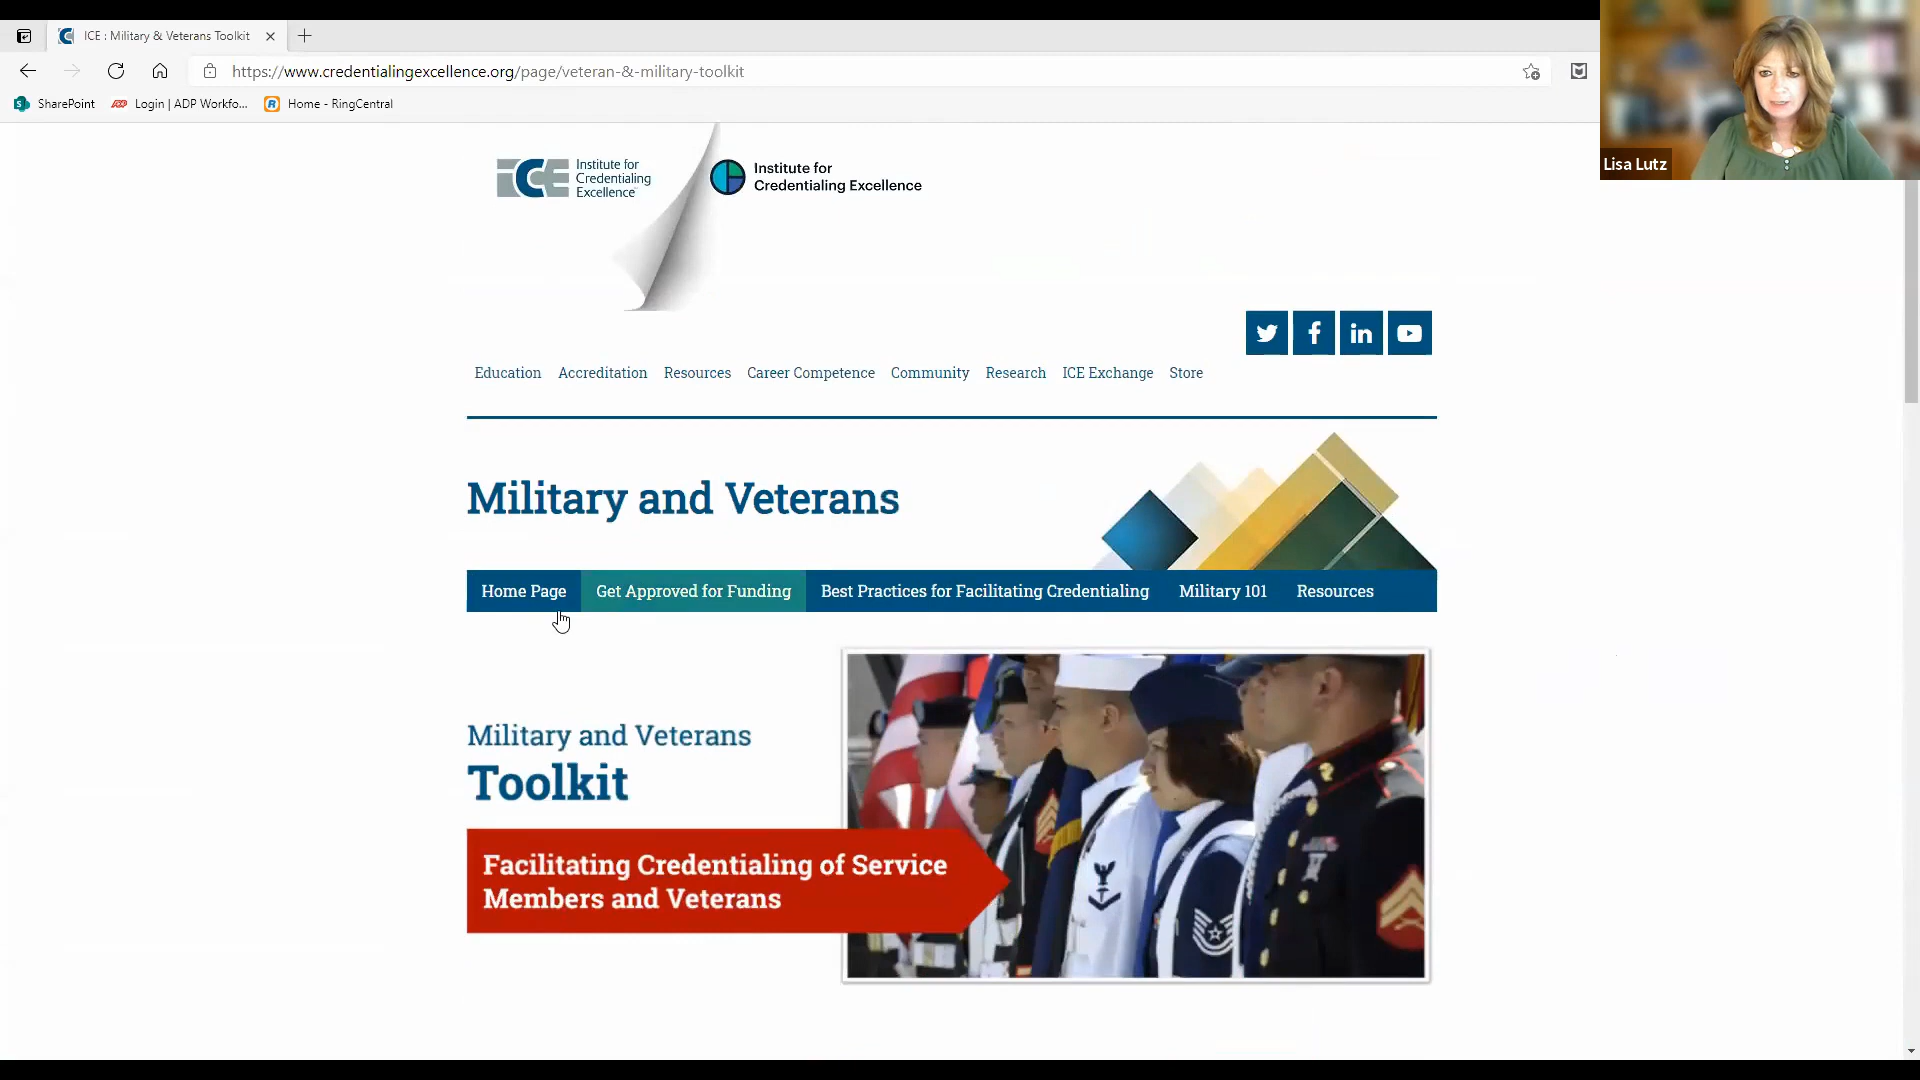 ICE : Military & Veterans Toolkit
https://www.credentialingexcellence.org/page/veteran-&-military-toolkit
SharePoint
Login | ADP Workfo...
Home - RingCentral
Lisa Lutz
iCE
Institute for
Credentialing
Excellence™
Institute for
Credentialing Excellence
Education Accreditation Resources Career Competence Community Research ICE Exchange Store
Military and Veterans
Home Page Get Approved for Funding Best Practices for Facilitating Credentialing Military 101 Resources
Military and Veterans
Toolkit
Facilitating Credentialing of Service
Members and Veterans